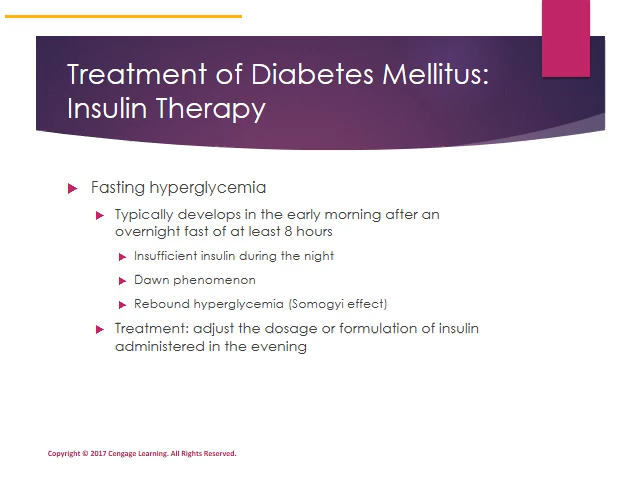 Treatment of Diabetes Mellitus:
Insulin Therapy
Fasting hyperglycemia
Typically develops in the early morning after an
overnight fast of at least 8 hours
Insufficient insulin during the night
Dawn phenomenon
Rebound hyperglycemia (Somogyi effect)
Treatment: adjust the dosage or formulation of insulin
administered in the evening
Copyright © 2017 Cengage Learning. All Rights Reserved.